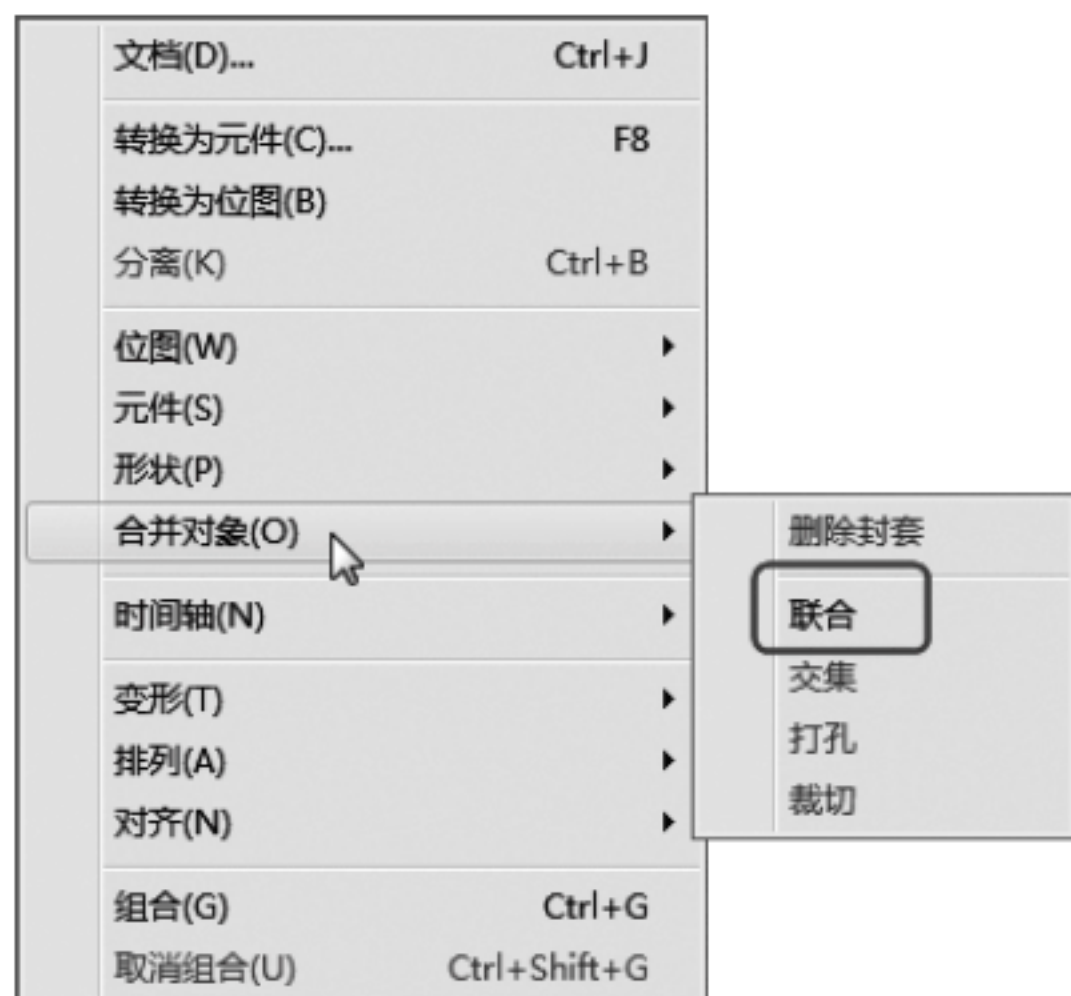 文档(D)... Ctrl+J
转换为元件(C)... F8
转换为位图(B)
分离(K) Ctrl+B
位图(W)
元件(S)
形状(P)
合并对象(O)
时间轴(N)
变形(T)
排列(A)
对齐(N)
组合(G) Ctrl+G
取消组合(U) Ctrl+Shift+G
删除封套
联合
交集
打孔
裁切